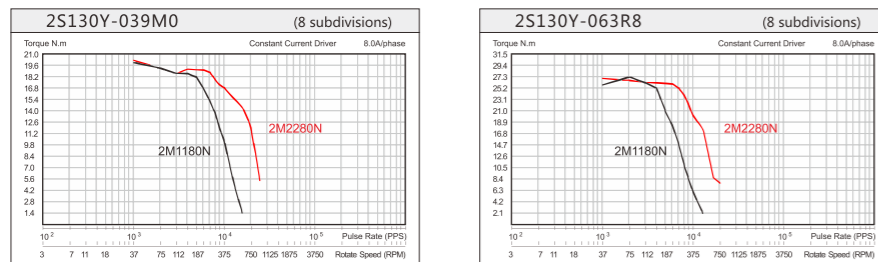 2S130Y-039M0 (8 subdivisions)
Torque N.m Constant Current Driver 8.0A/phase
21.0
19.6
18.2
16.8
15.4
14.0
12.6
11.2
9.8
8.4
7.0
5.6
4.2
2.8
1.4
2M2280N
2M1180N
10² 10³ 10⁴ 10⁵ Pulse Rate (PPS)
3 7 11 18 37 75 112 187 375 750 1125 1875 3750 Rotate Speed (RPM)
2S130Y-063R8 (8 subdivisions)
Torque N.m Constant Current Driver 8.0A/phase
31.5
29.4
27.3
25.2
23.1
21.0
18.9
16.8
14.7
12.6
10.5
8.4
6.3
4.2
2.1
2M2280N
2M1180N
10² 10³ 10⁴ 10⁵ Pulse Rate (PPS)
3 7 11 18 37 75 112 187 375 750 1125 1875 3750 Rotate Speed (RPM)